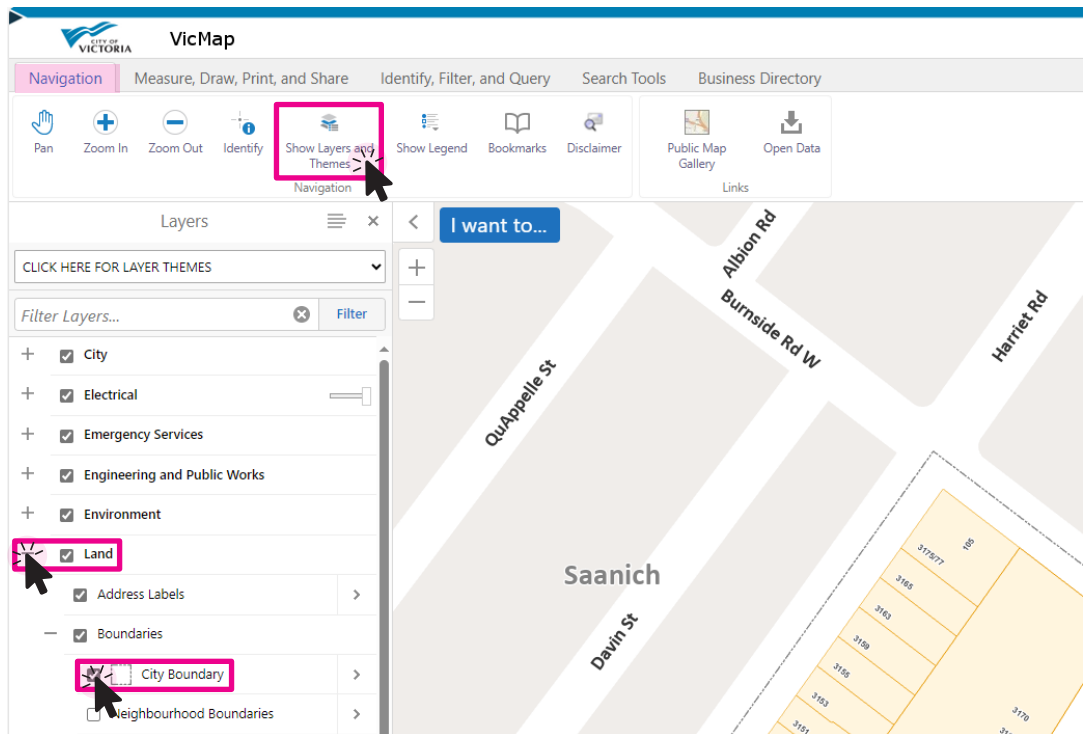 CITY OF
VICTORIA
VicMap
Navigation Measure, Draw, Print, and Share Identify, Filter, and Query Search Tools Business Directory
Pan Zoom In Zoom Out Identify Show Layers and Themes Show Legend Bookmarks Disclaimer Public Map Gallery Open Data
Navigation Links
Layers
I want to...
CLICK HERE FOR LAYER THEMES
Filter Layers... Filter
City
Electrical
Emergency Services
Engineering and Public Works
Environment
Land
Address Labels
Boundaries
City Boundary
Neighbourhood Boundaries
Albion Rd
Burnside Rd W
Harriet Rd
QuAppelle St
Saanich
Davin St
105
3175/77
3165
3163
3159
3155
3153
3151
3170